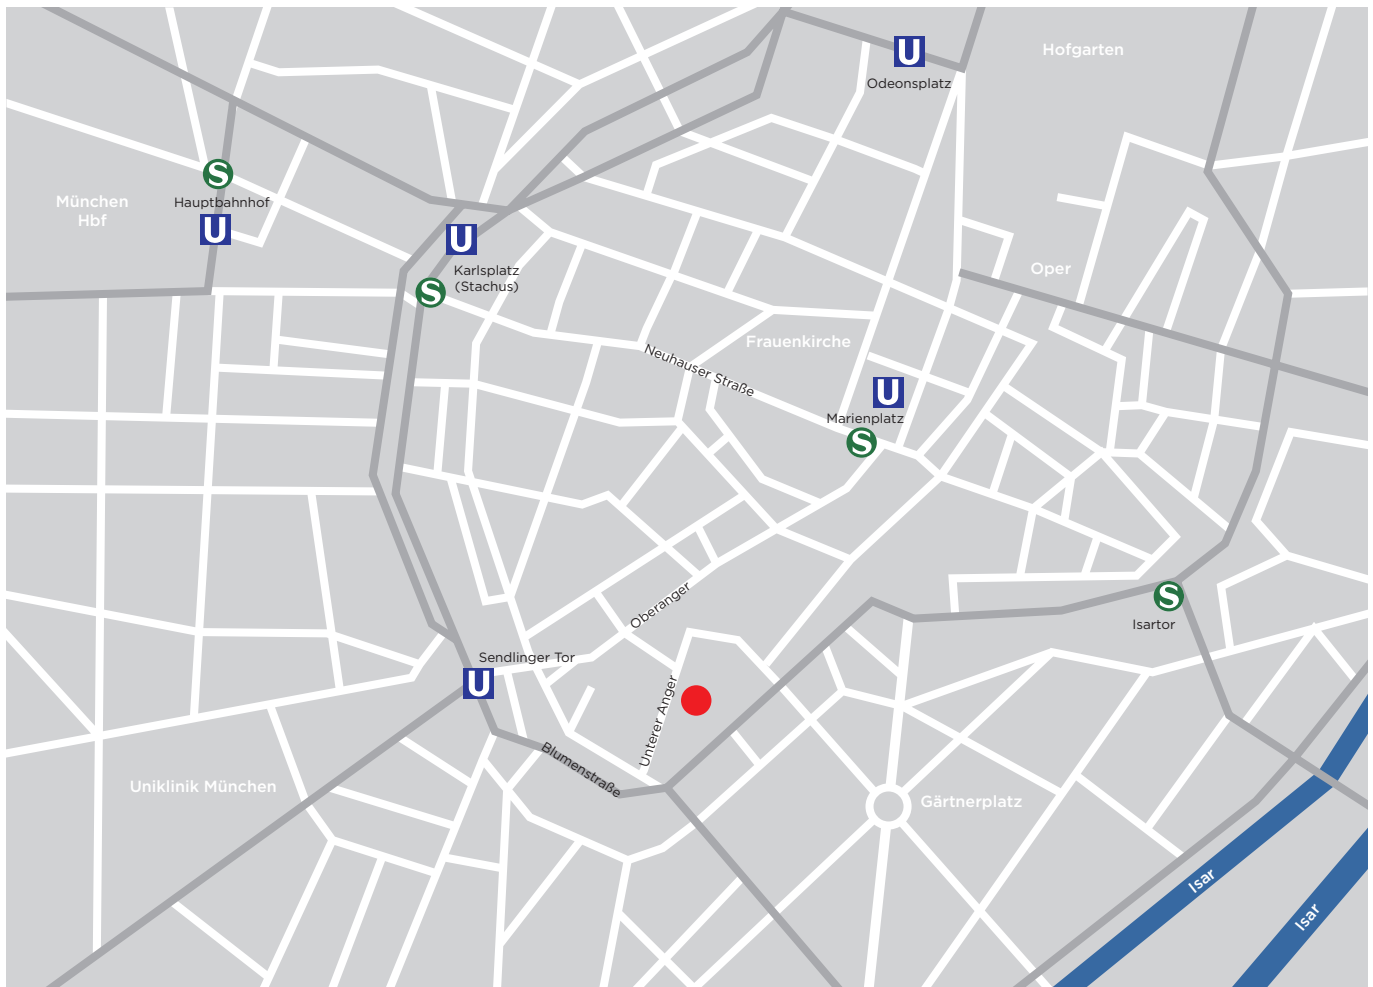 U
Hofgarten
Odeonsplatz
S
München
Hbf
Hauptbahnhof
U
U
Karlsplatz
(Stachus)
S
Oper
Frauenkirche
Neuhauser Straße
U
Marienplatz
S
Oberanger
S
Isartor
Sendlinger Tor
U
Unterer Anger
Blumenstraße
Uniklinik München
Gärtnerplatz
Isar
Isar